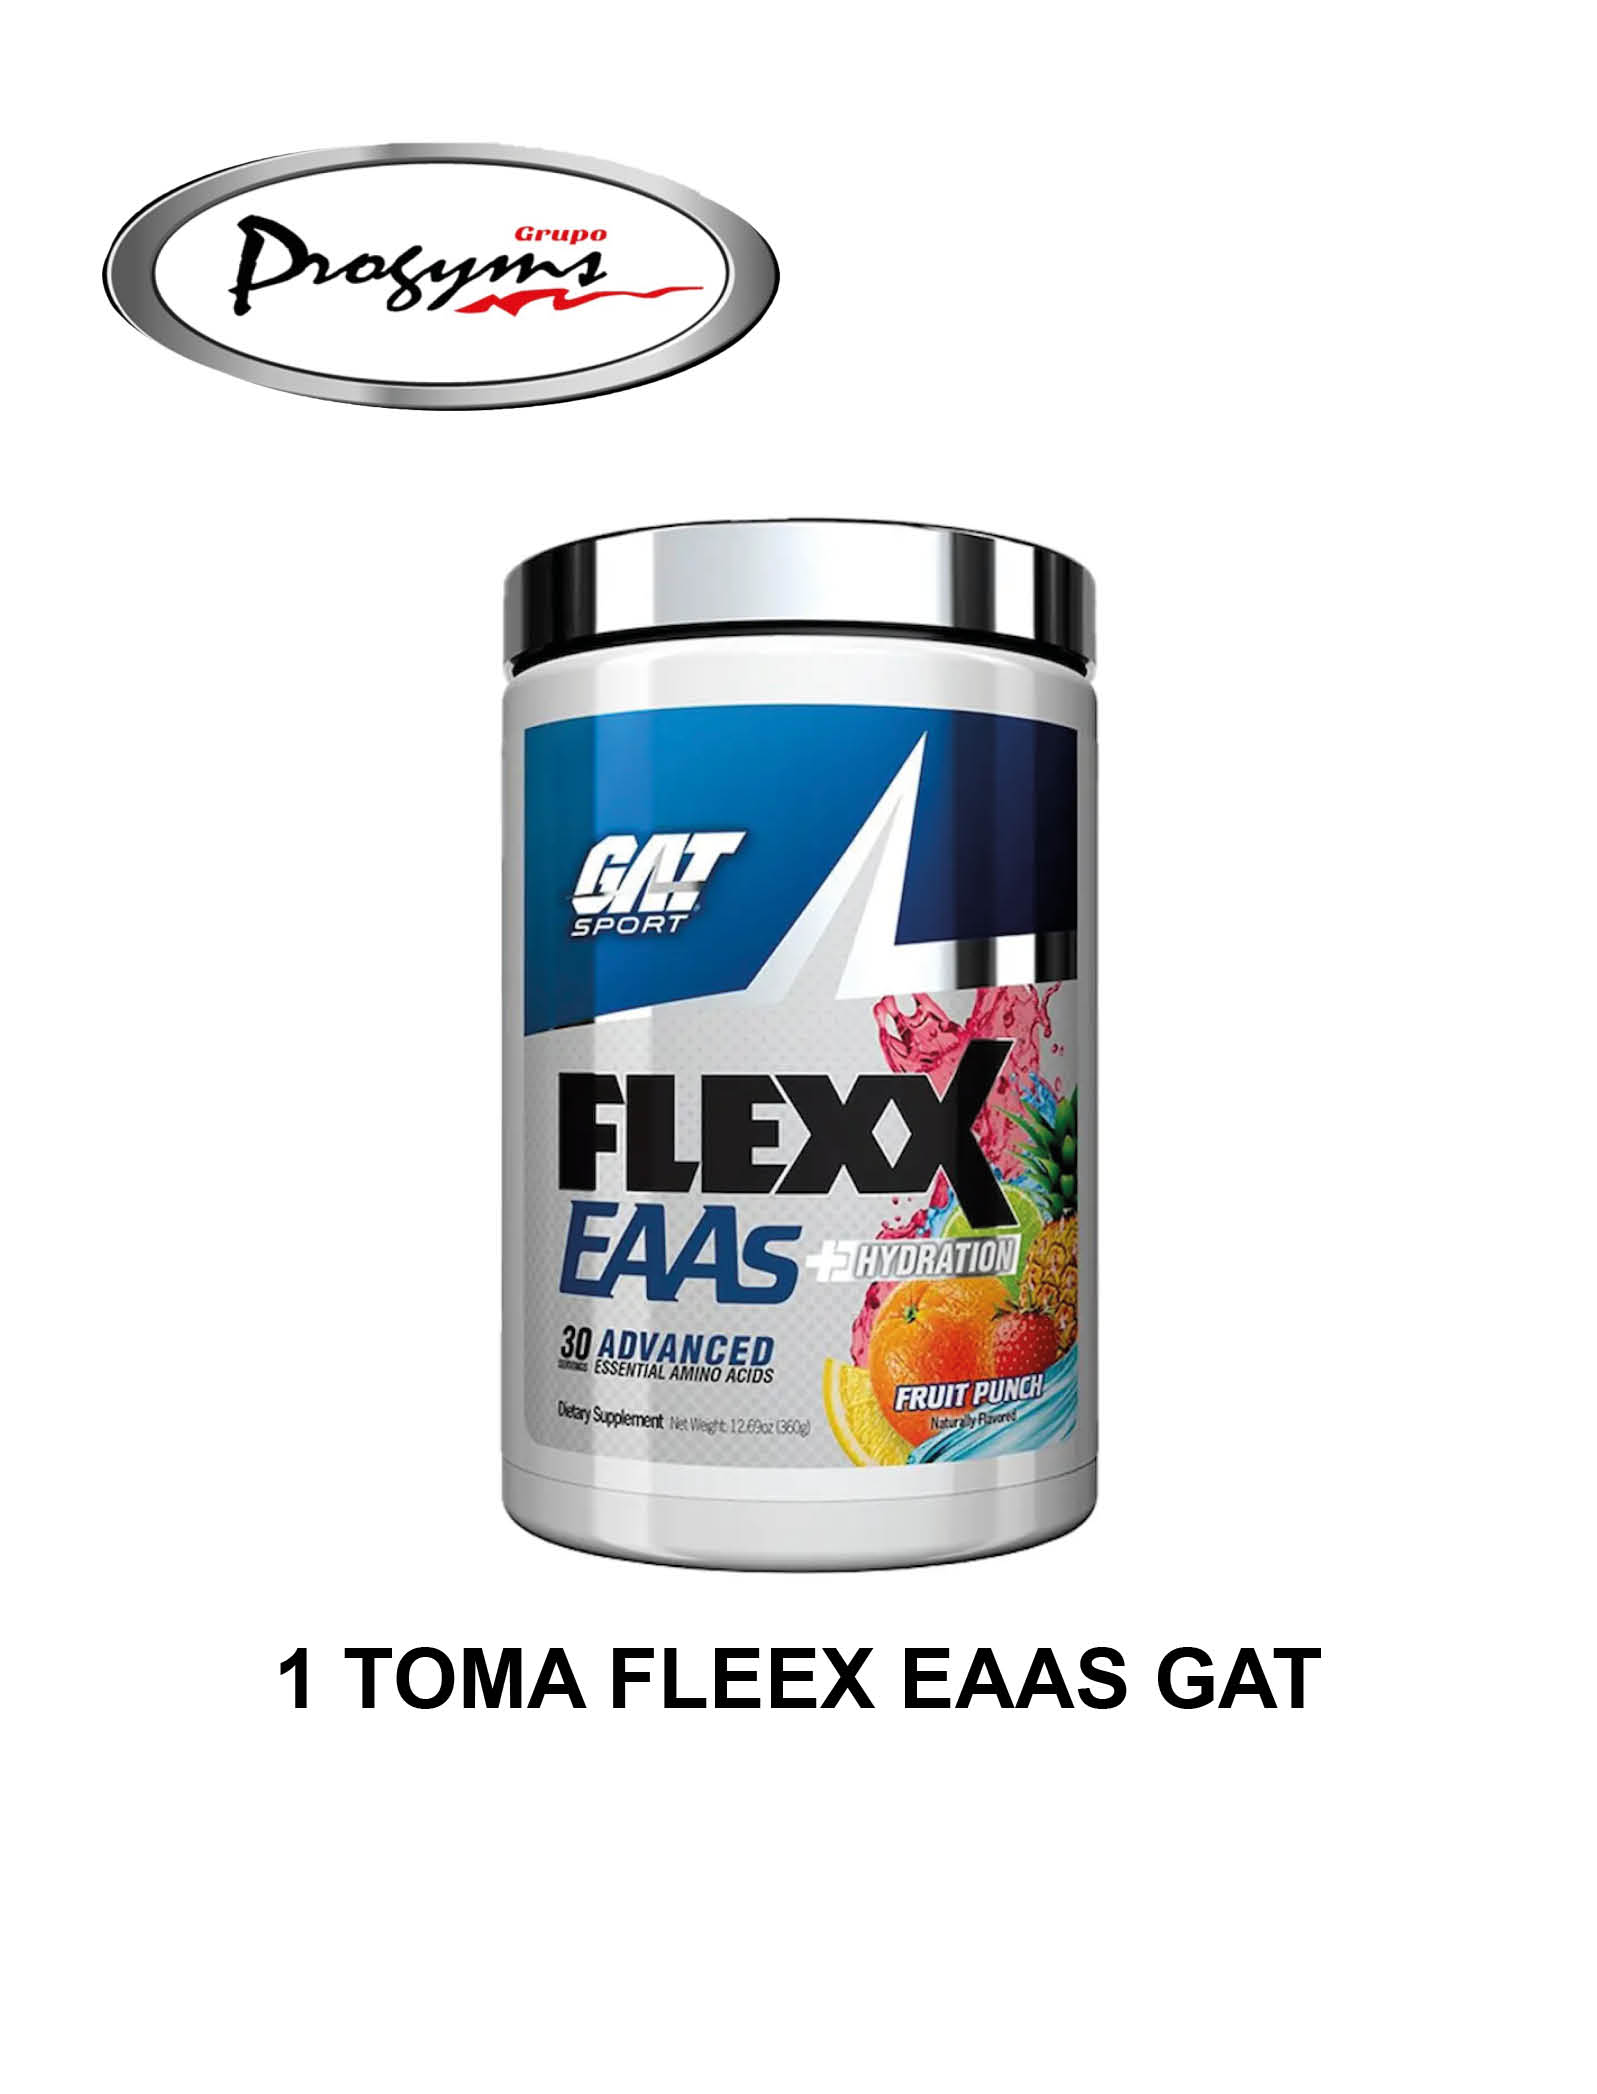 Grupo
Progyms
GAT
SPORT
FLEXX
EAAs
+ HYDRATION
30 ADVANCED
SERVINGS ESSENTIAL AMINO ACIDS
Dietary Supplement Net Weight: 12.69oz (360g)
FRUIT PUNCH
Naturally Flavored
1 TOMA FLEEX EAAS GAT